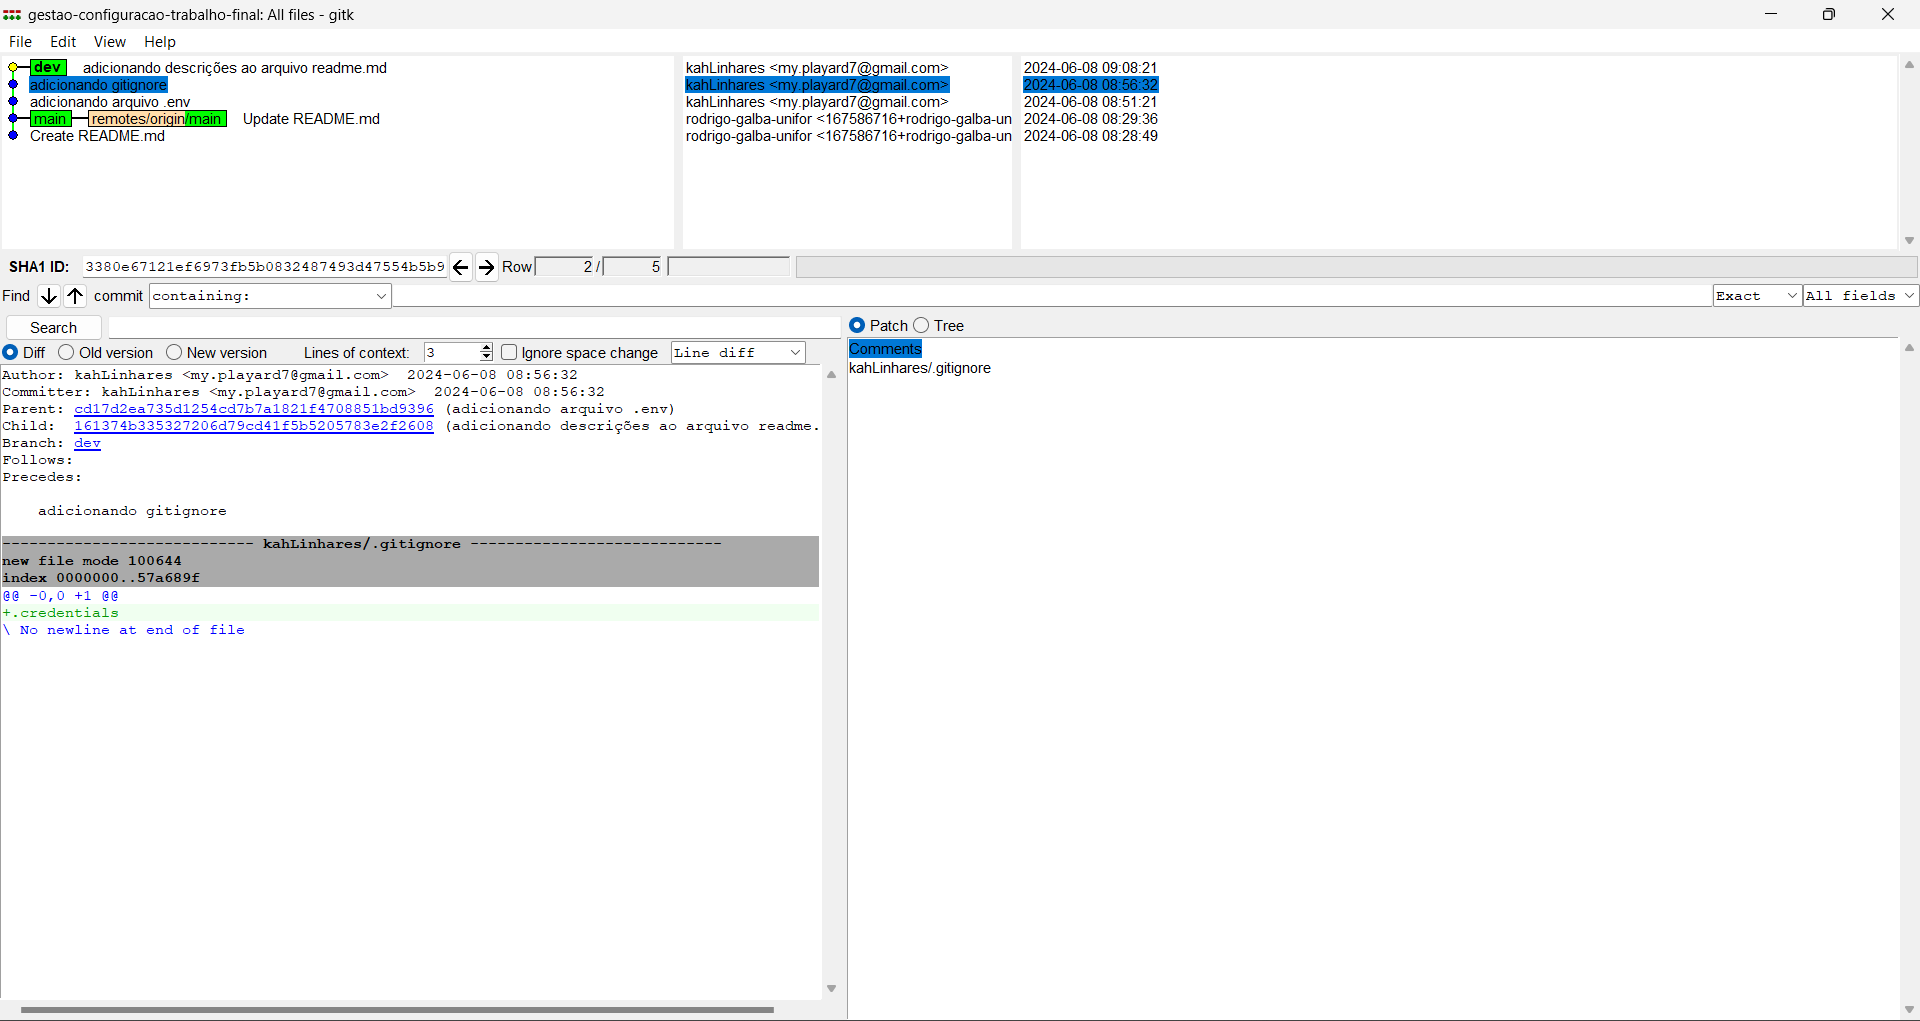 gestao-configuracao-trabalho-final: All files - gitk
File Edit View Help
dev adicionando descrições ao arquivo readme.md kahLinhares <my.playard7@gmail.com> 2024-06-08 09:08:21
adicionando gitignore kahLinhares <my.playard7@gmail.com> 2024-06-08 08:56:32
adicionando arquivo .env kahLinhares <my.playard7@gmail.com> 2024-06-08 08:51:21
main remotes/origin/main Update README.md rodrigo-galba-unifor <167586716+rodrigo-galba-un 2024-06-08 08:29:36
Create README.md rodrigo-galba-unifor <167586716+rodrigo-galba-un 2024-06-08 08:28:49
SHA1 ID: 3380e67121ef6973fb5b0832487493d47554b5b9 Row 2 / 5
Find commit containing: Exact All fields
Search
Diff Old version New version Lines of context: 3 Ignore space change Line diff
Author: kahLinhares <my.playard7@gmail.com> 2024-06-08 08:56:32
Committer: kahLinhares <my.playard7@gmail.com> 2024-06-08 08:56:32
Parent: cd17d2ea735d1254cd7b7a1821f4708851bd9396 (adicionando arquivo .env)
Child: 161374b335327206d79cd41f5b5205783e2f2608 (adicionando descrições ao arquivo readme.
Branch: dev
Follows:
Precedes:
adicionando gitignore
---------------------------- kahLinhares/.gitignore ----------------------------
new file mode 100644
index 0000000..57a689f
@@ -0,0 +1 @@
+.credentials
\ No newline at end of file
Patch Tree
Comments
kahLinhares/.gitignore